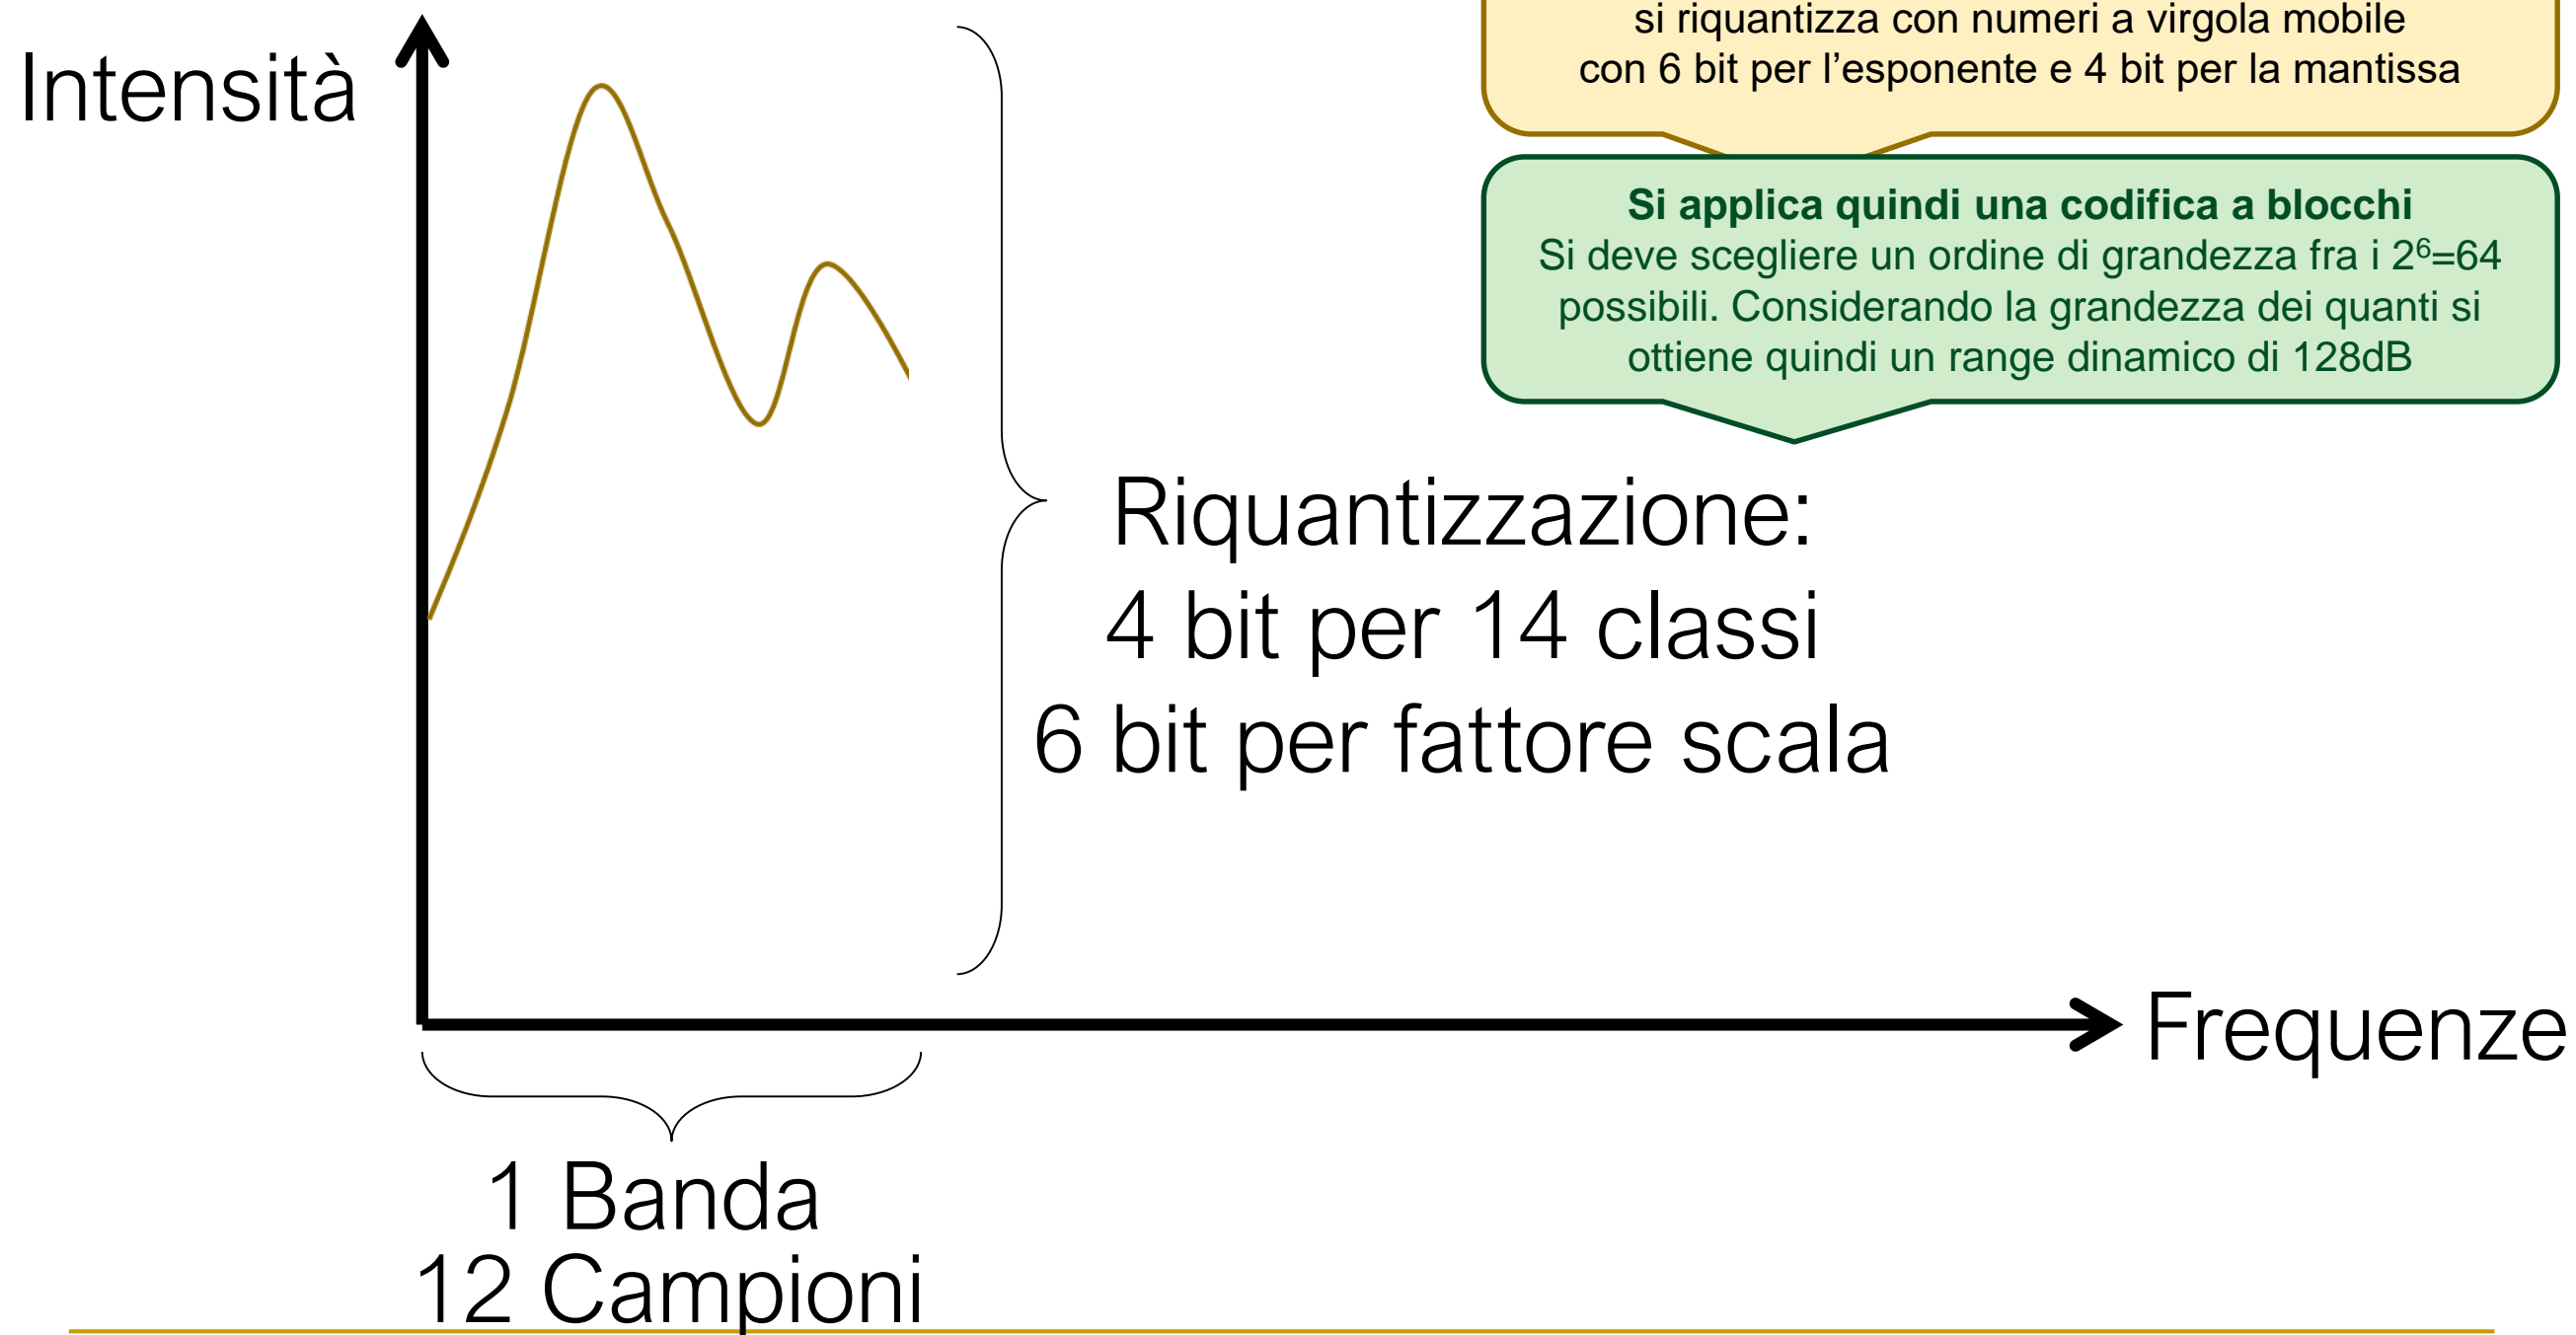 Intensità
si riquantizza con numeri a virgola mobile
con 6 bit per l’esponente e 4 bit per la mantissa
Si applica quindi una codifica a blocchi
Si deve scegliere un ordine di grandezza fra i 2⁶=64
possibili. Considerando la grandezza dei quanti si
ottiene quindi un range dinamico di 128dB
Riquantizzazione:
4 bit per 14 classi
6 bit per fattore scala
Frequenze
1 Banda
12 Campioni